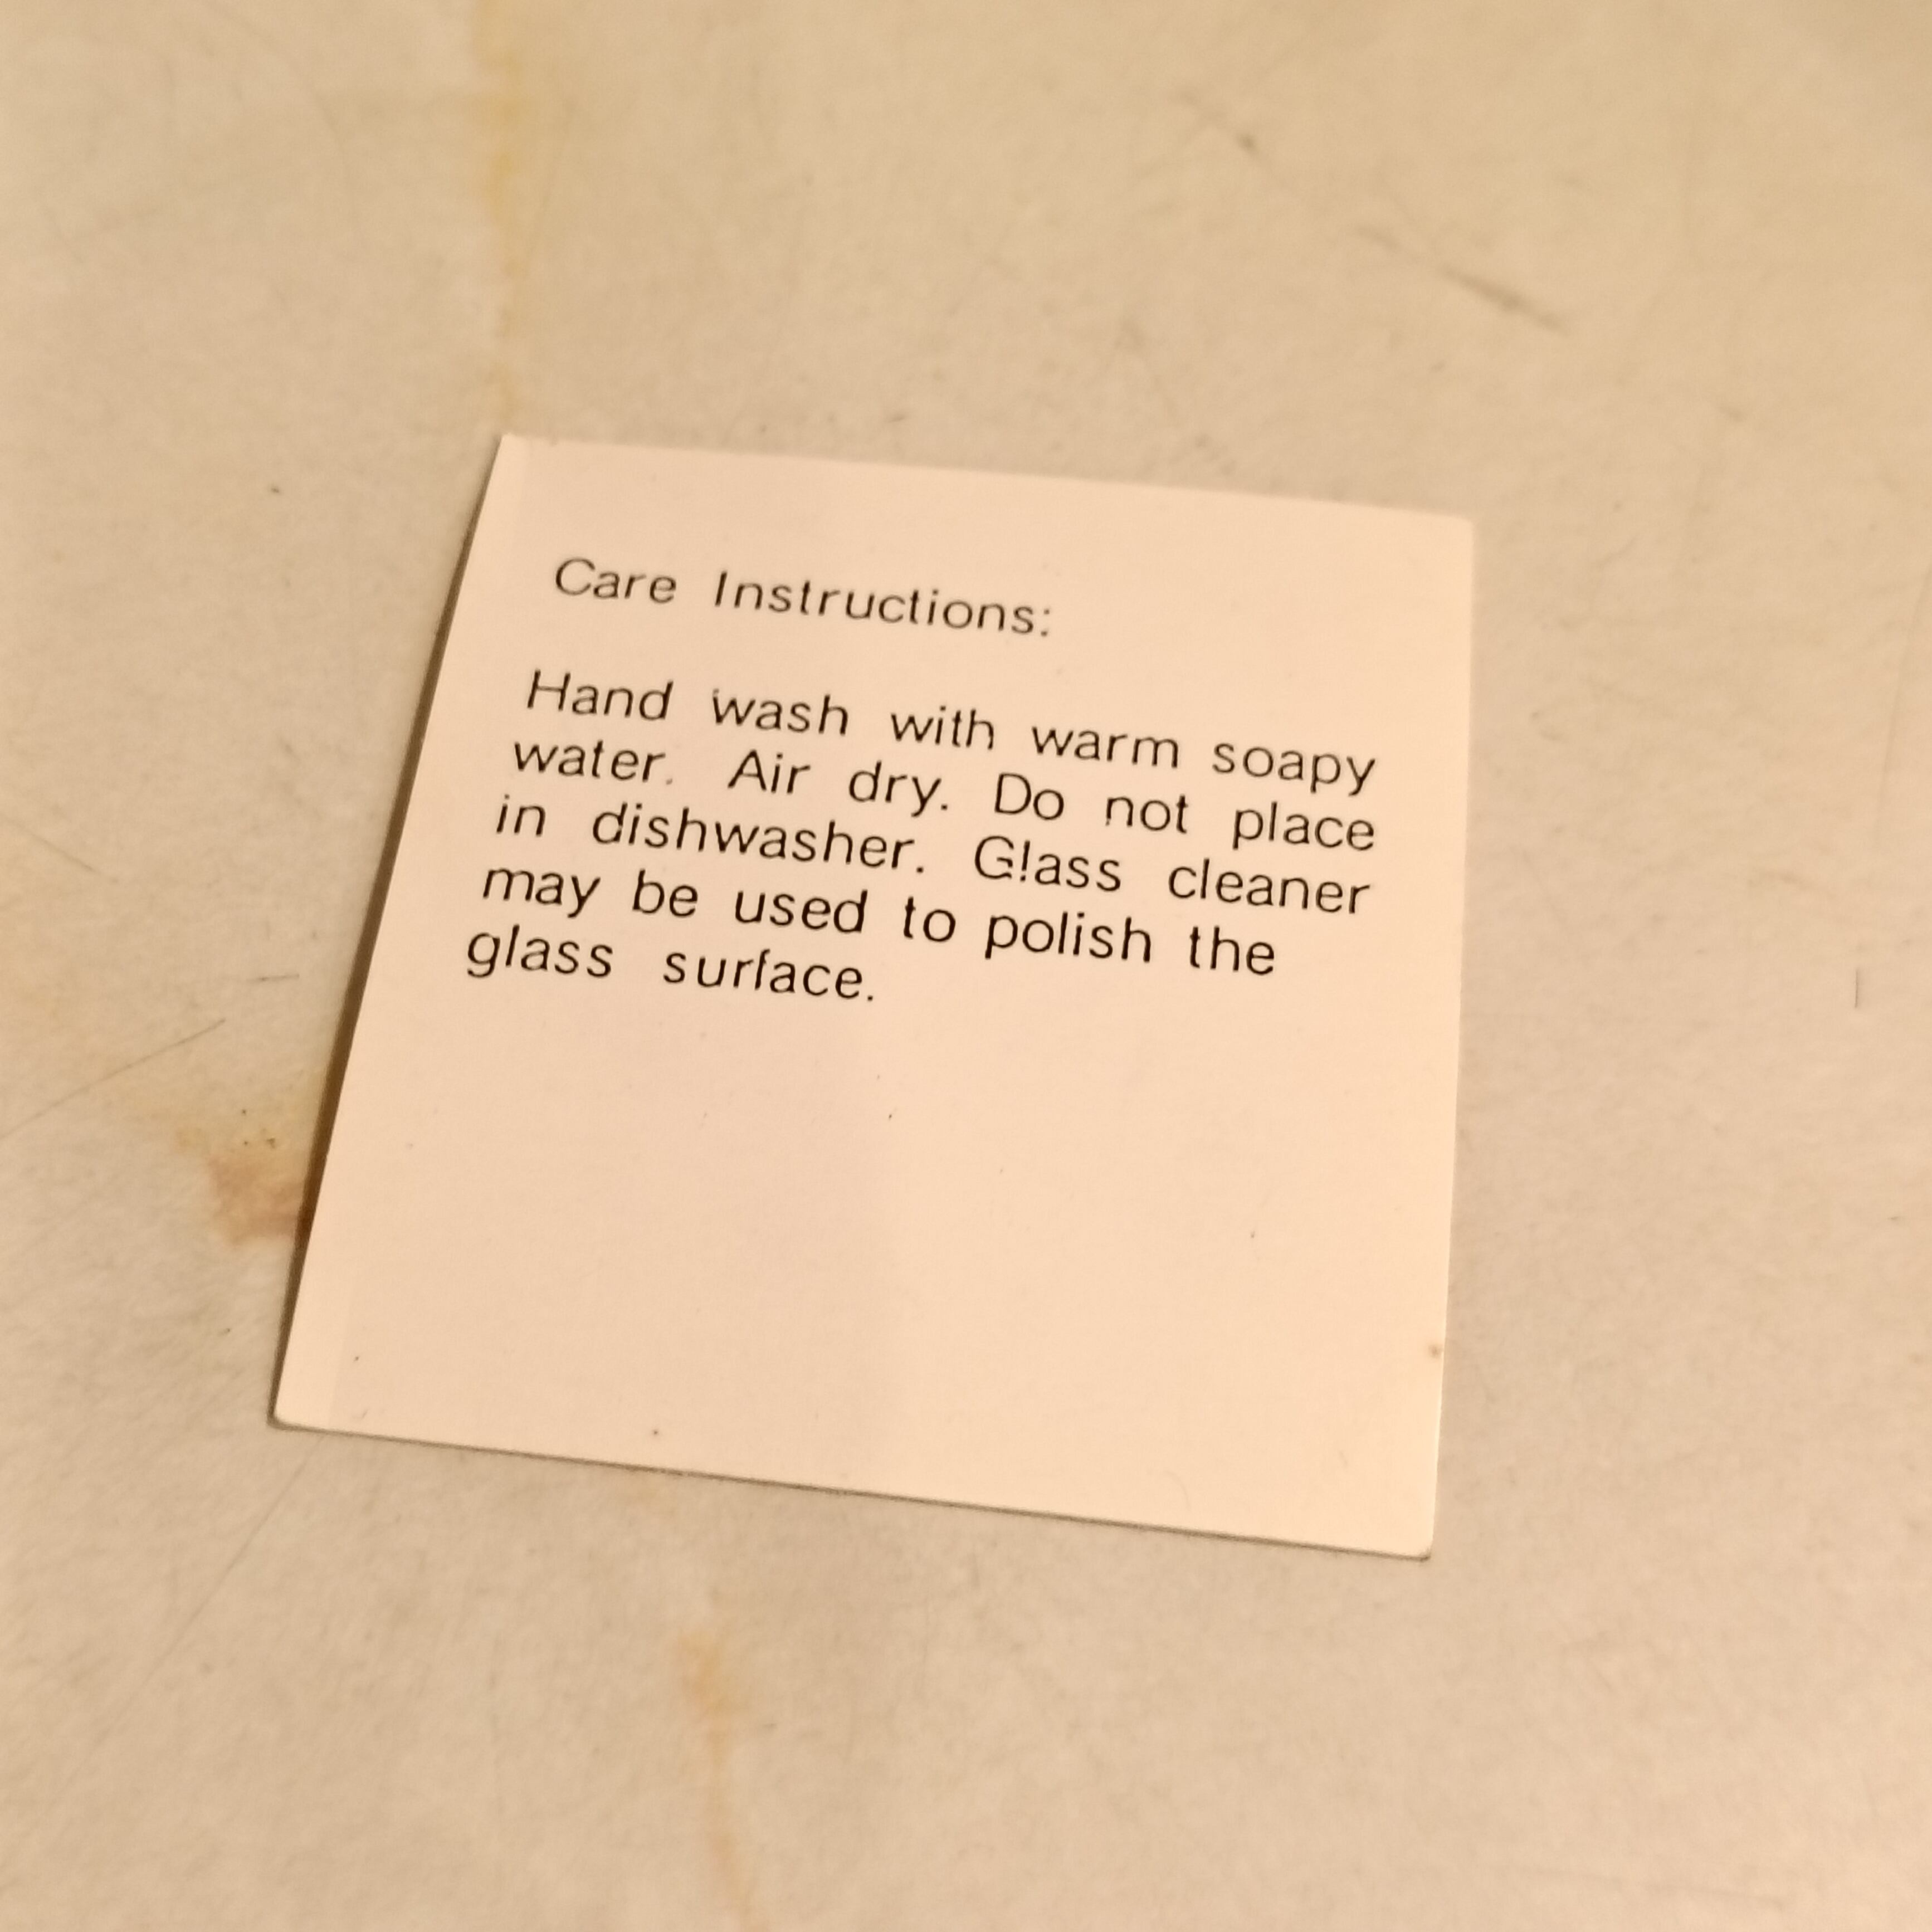 Care Instructions:
Hand wash with warm soapy
water. Air dry. Do not place
in dishwasher. Glass cleaner
may be used to polish the
glass surface.